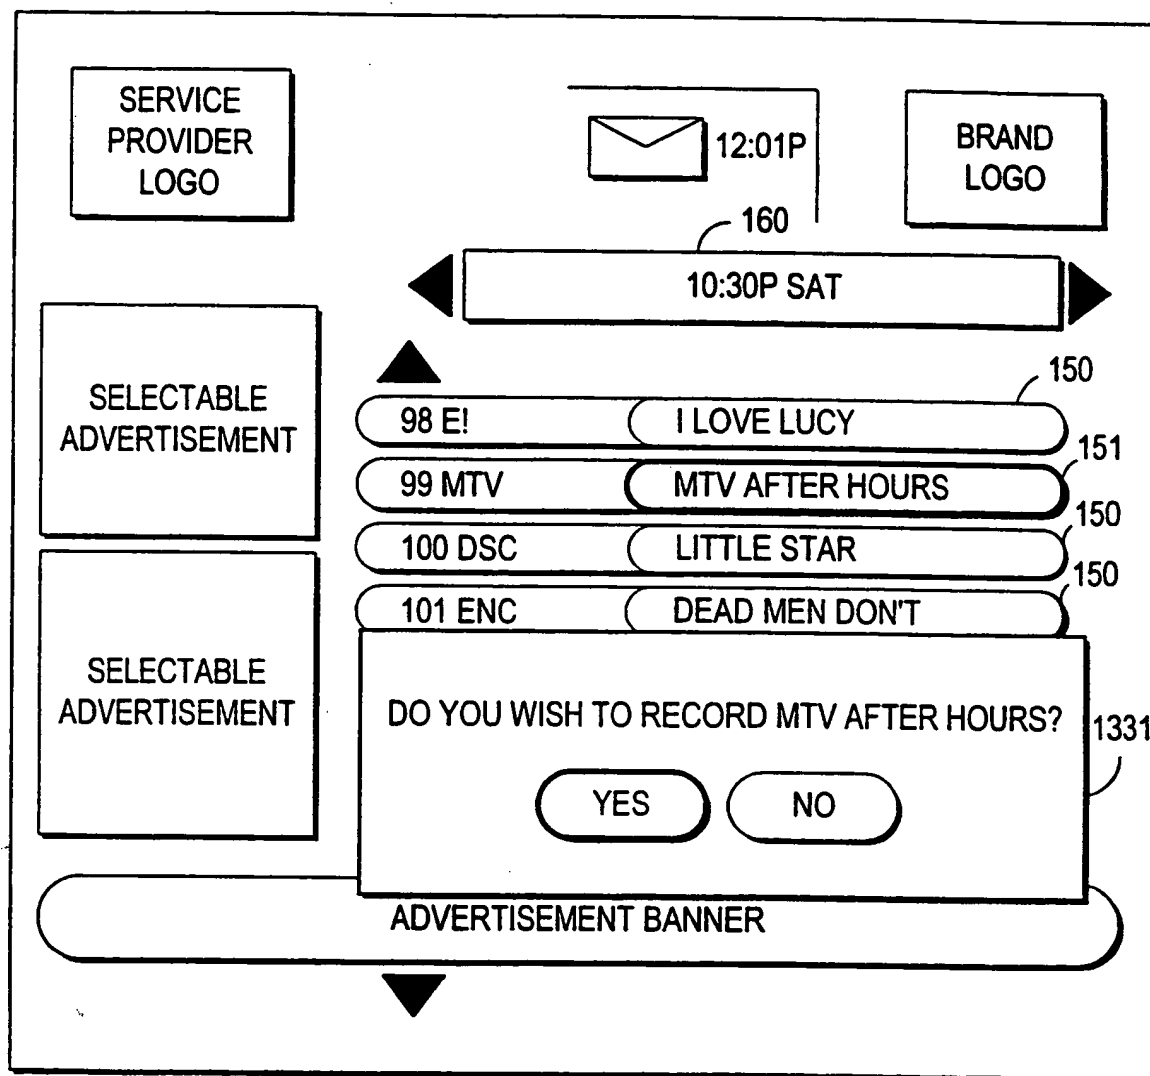 SERVICE
PROVIDER
LOGO
12:01P
BRAND
LOGO
160
10:30P SAT
SELECTABLE
ADVERTISEMENT
150
98 E! I LOVE LUCY
151
99 MTV MTV AFTER HOURS
150
100 DSC LITTLE STAR
150
101 ENC DEAD MEN DON'T
SELECTABLE
ADVERTISEMENT
DO YOU WISH TO RECORD MTV AFTER HOURS?
1331
YES NO
ADVERTISEMENT BANNER